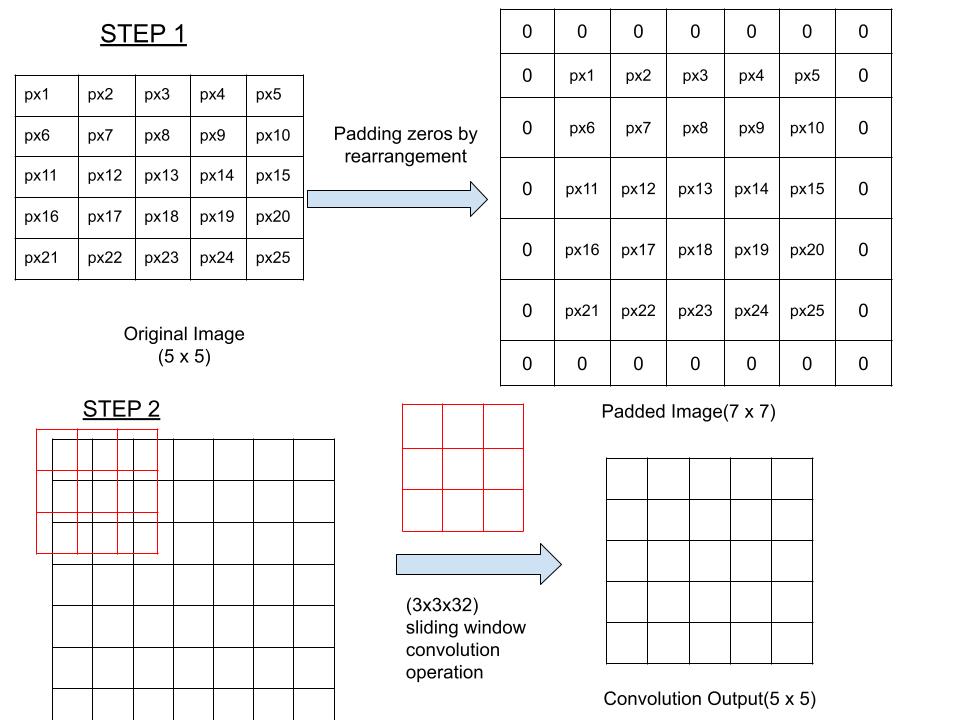 STEP 1
px1 px2 px3 px4 px5
px6 px7 px8 px9 px10
px11 px12 px13 px14 px15
px16 px17 px18 px19 px20
px21 px22 px23 px24 px25
Original Image
(5 x 5)
Padding zeros by
rearrangement
0 0 0 0 0 0 0
0 px1 px2 px3 px4 px5 0
0 px6 px7 px8 px9 px10 0
0 px11 px12 px13 px14 px15 0
0 px16 px17 px18 px19 px20 0
0 px21 px22 px23 px24 px25 0
0 0 0 0 0 0 0
Padded Image(7 x 7)
STEP 2
(3x3x32)
sliding window
convolution
operation
Convolution Output(5 x 5)